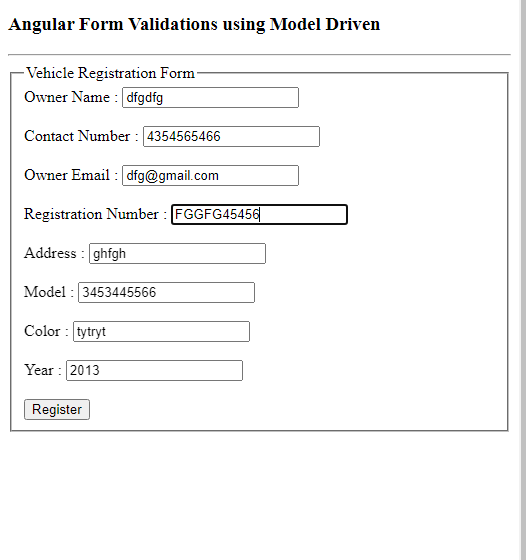 Angular Form Validations using Model Driven
Vehicle Registration Form
Owner Name : dfgdfg
Contact Number : 4354565466
Owner Email : dfg@gmail.com
Registration Number : FGGFG45456
Address : ghfgh
Model : 3453445566
Color : tytryt
Year : 2013
Register